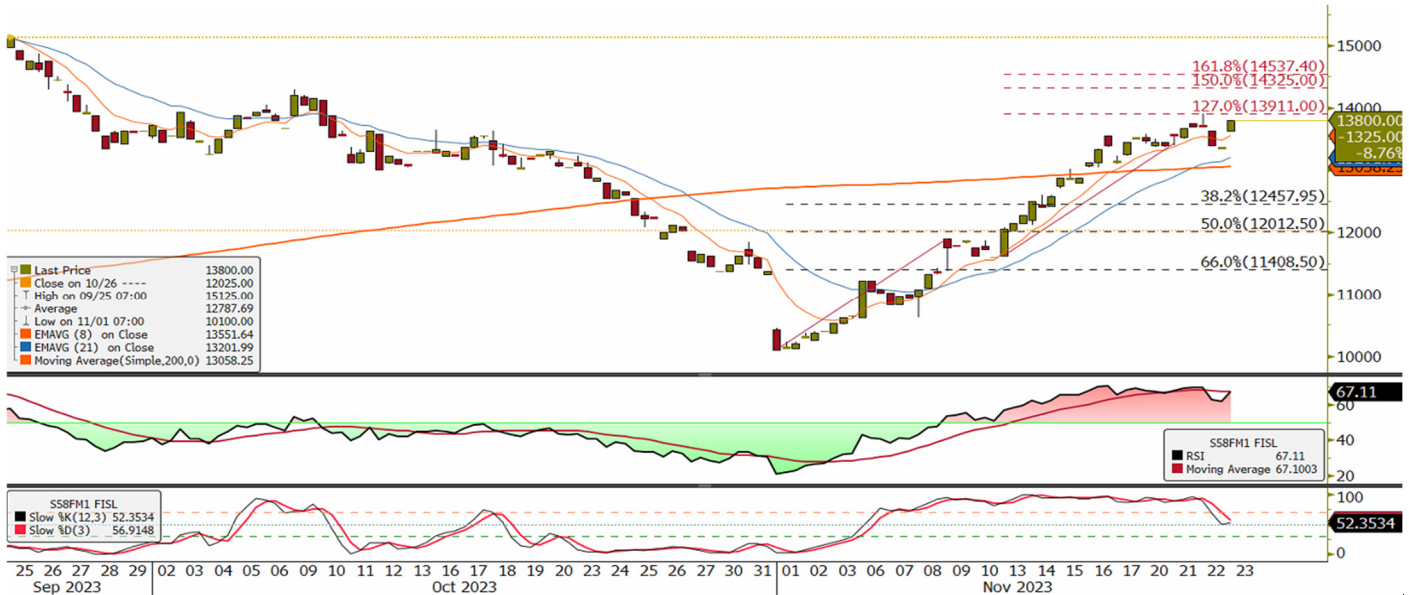 15000
161.8%(14537.40)
150.0%(14325.00)
14000
127.0%(13911.00)
13800.00
-1325.00
-8.76%
38.2%(12457.95)
50.0%(12012.50)
12000
66.0%(11408.50)
11000
10000
Last Price 13800.00
Close on 10/26 ---- 12025.00
High on 09/25 07:00 15125.00
Average 12787.69
Low on 11/01 07:00 10100.00
EMAVG (8) on Close 13551.64
EMAVG (21) on Close 13201.99
Moving Average(Simple,200,0) 13058.25
67.11
60
40
20
S58FM1 FISL
RSI 67.11
Moving Average 67.1003
S58FM1 FISL
Slow %K(12,3) 52.3534
Slow %D(3) 56.9148
100
52.3534
0
25 26 27 28 29 02 03 04 05 06 09 10 11 12 13 16 17 18 19 20 23 24 25 26 27 30 31 01 02 03 06 07 08 09 10 13 14 15 16 17 20 21 22 23
Sep 2023 Oct 2023 Nov 2023